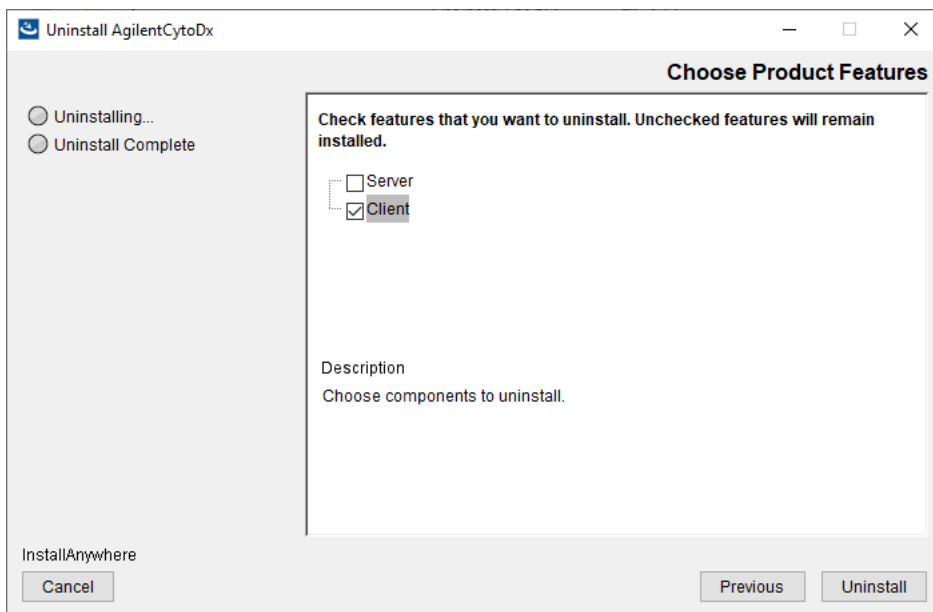 Uninstall AgilentCytoDx
Choose Product Features
Uninstalling...
Uninstall Complete
Check features that you want to uninstall. Unchecked features will remain
installed.
Server
Client
Description
Choose components to uninstall.
InstallAnywhere
Cancel
Previous
Uninstall